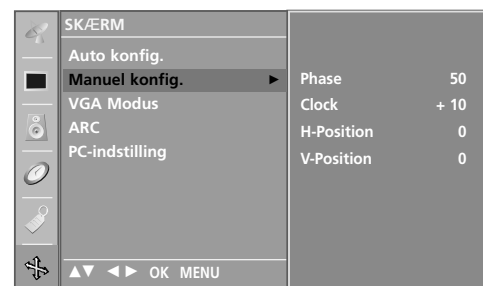 SKÆRM
Auto konfig.
Manuel konfig. ►
VGA Modus
ARC
PC-indstilling
▲▼ ◄► OK MENU
Phase 50
Clock + 10
H-Position 0
V-Position 0